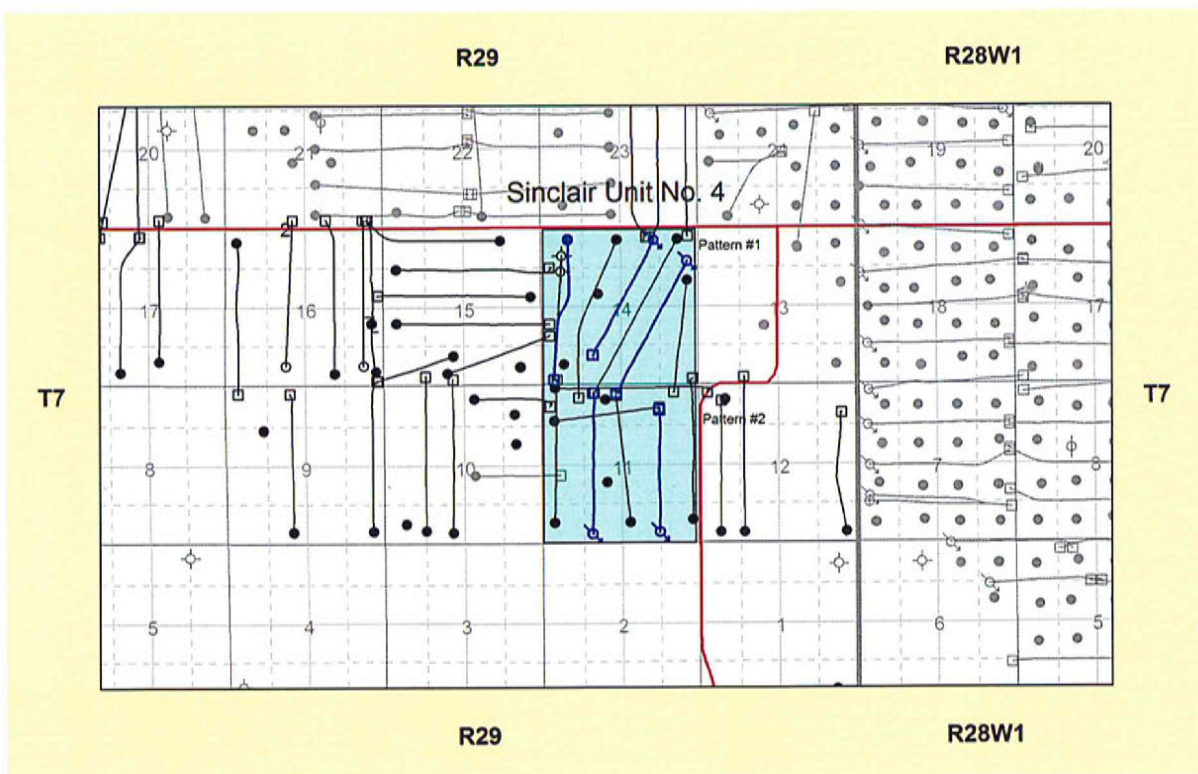 R29 R28W1
20 21 22 23 24 19 20
Sinclair Unit No. 4
Pattern #1
17 16 15 14 13 18 17
T7 T7
Pattern #2
8 9 10 11 12 7 8
5 4 3 2 1 6 5
R29 R28W1